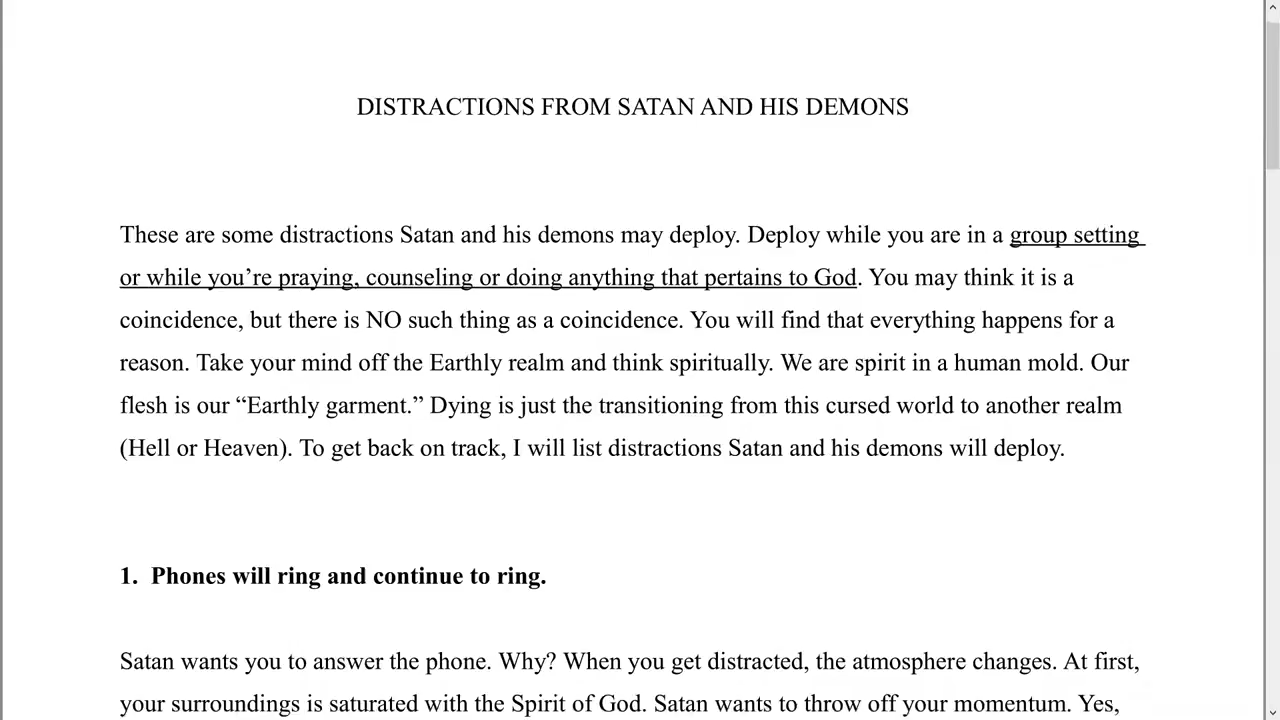 DISTRACTIONS FROM SATAN AND HIS DEMONS
These are some distractions Satan and his demons may deploy. Deploy while you are in a group setting
or while you’re praying, counseling or doing anything that pertains to God. You may think it is a
coincidence, but there is NO such thing as a coincidence. You will find that everything happens for a
reason. Take your mind off the Earthly realm and think spiritually. We are spirit in a human mold. Our
flesh is our “Earthly garment.” Dying is just the transitioning from this cursed world to another realm
(Hell or Heaven). To get back on track, I will list distractions Satan and his demons will deploy.
1. Phones will ring and continue to ring.
Satan wants you to answer the phone. Why? When you get distracted, the atmosphere changes. At first,
your surroundings is saturated with the Spirit of God. Satan wants to throw off your momentum. Yes,